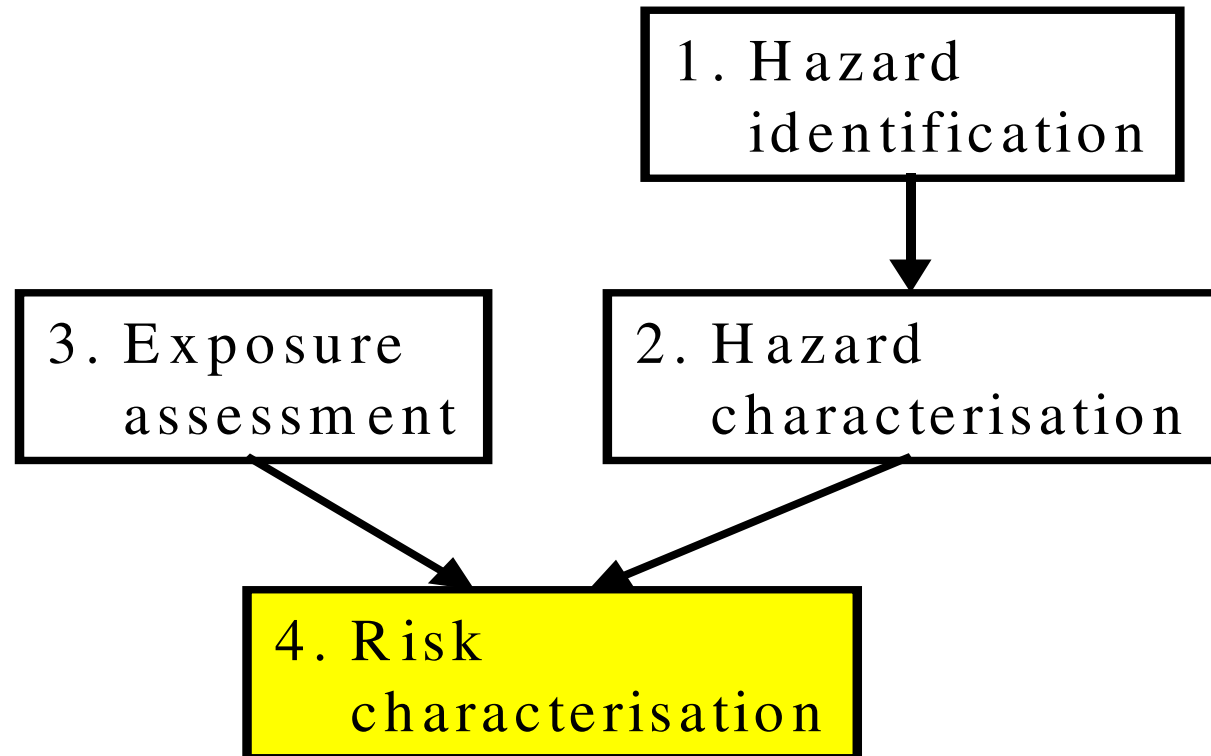 1. Hazard
identification
3. Exposure
assessment
2. Hazard
characterisation
4. Risk
characterisation